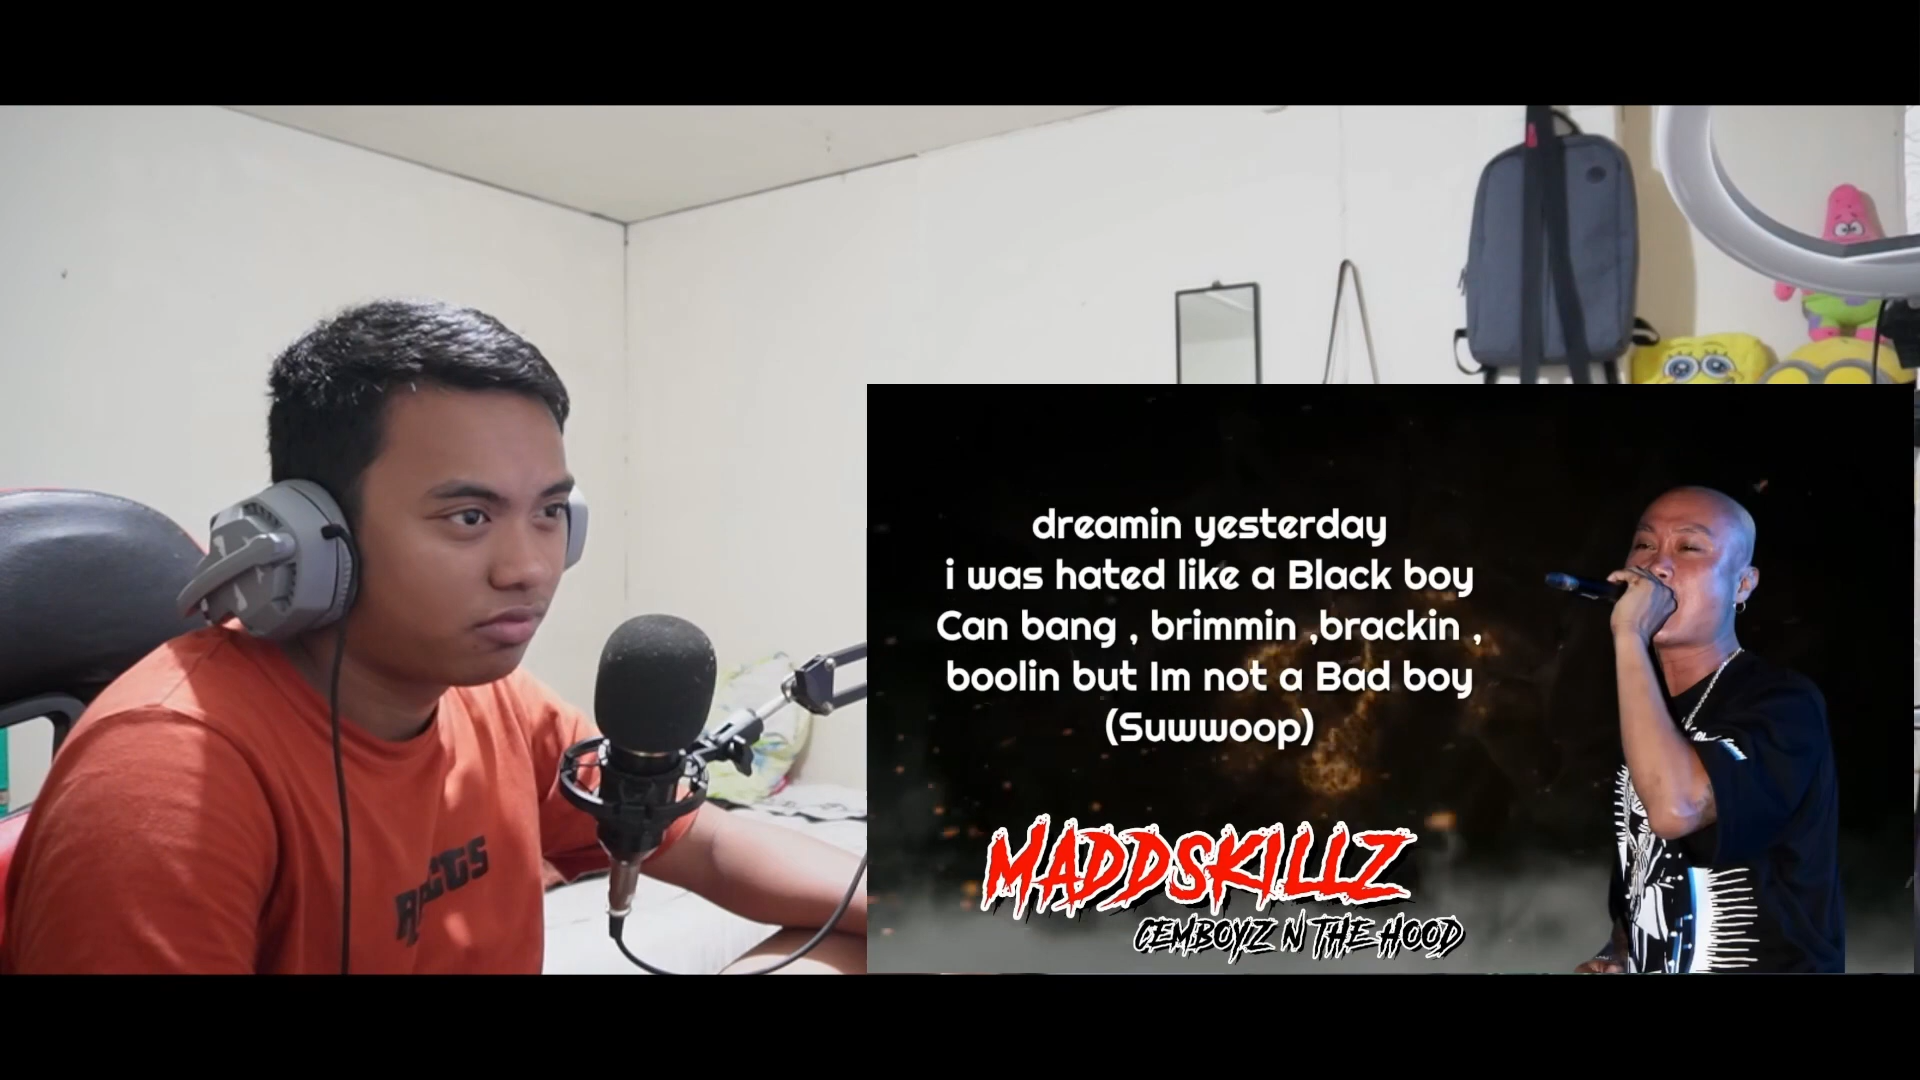 dreamin yesterday
i was hated like a Black boy
Can bang , brimmin ,brackin ,
boolin but Im not a Bad boy
(Suwwoop)
MADDSKILLZ
CEMBOYZ N THE HOOD